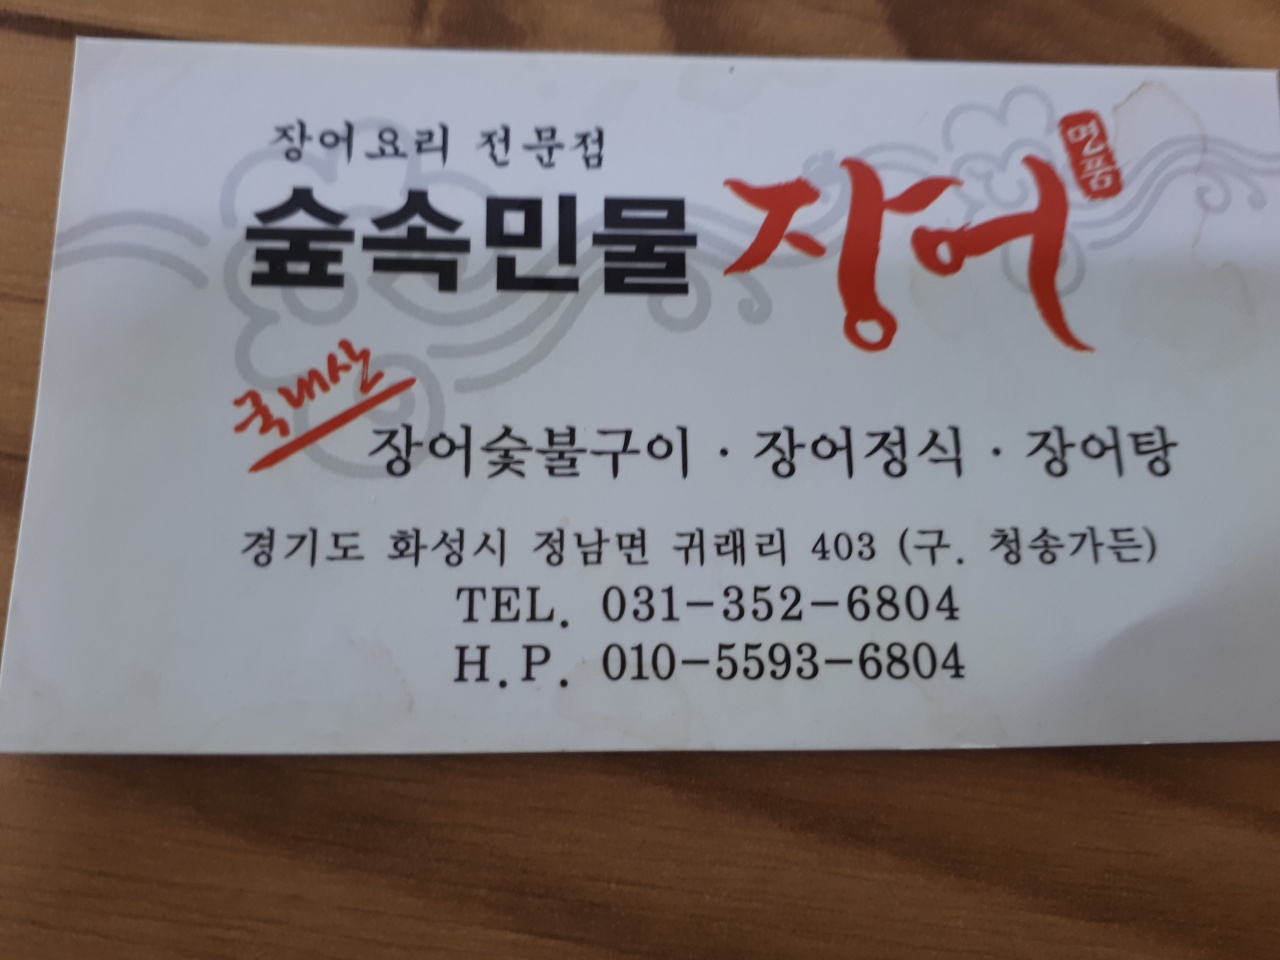 장어요리 전문점
숲속민물 장어 명품
국내산
장어숯불구이 · 장어정식 · 장어탕
경기도 화성시 정남면 귀래리 403 (구. 청송가든)
TEL. 031-352-6804
H.P. 010-5593-6804